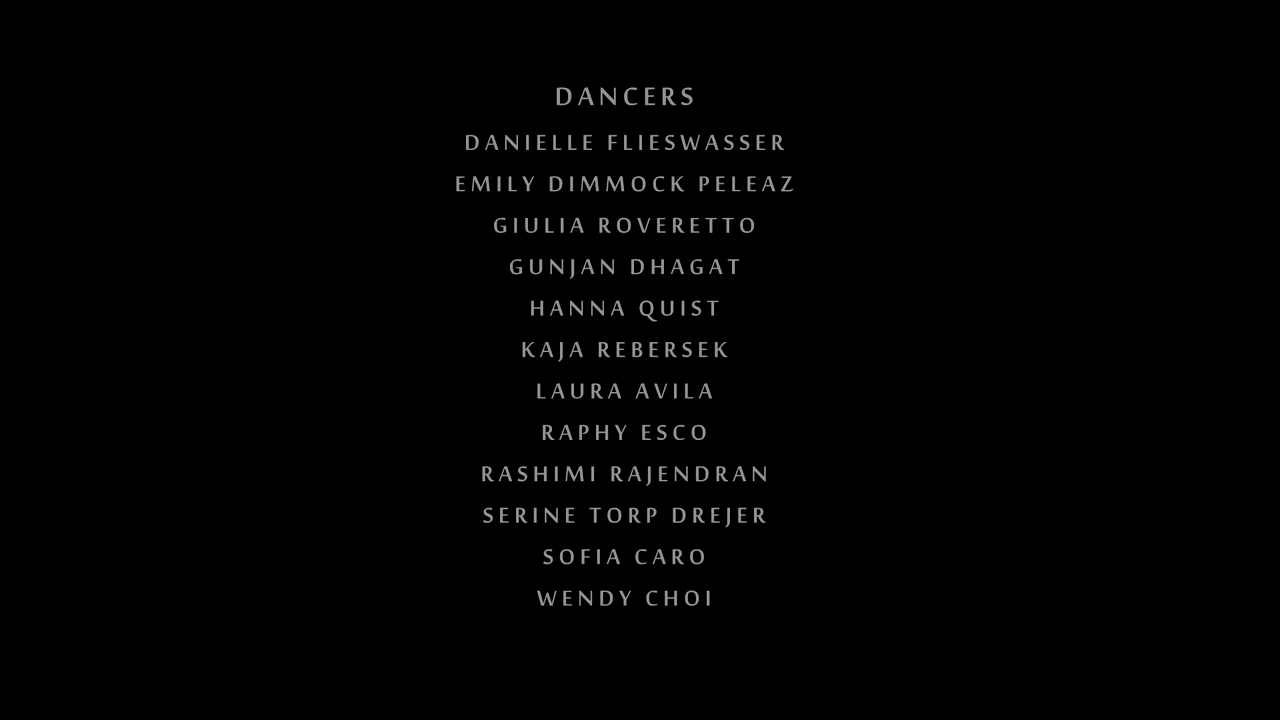 DANCERS
DANIELLE FLIESWASSER
EMILY DIMMOCK PELEAZ
GIULIA ROVERETTO
GUNJAN DHAGAT
HANNA QUIST
KAJA REBERSEK
LAURA AVILA
RAPHY ESCO
RASHIMI RAJENDRAN
SERINE TORP DREJER
SOFIA CARO
WENDY CHOI